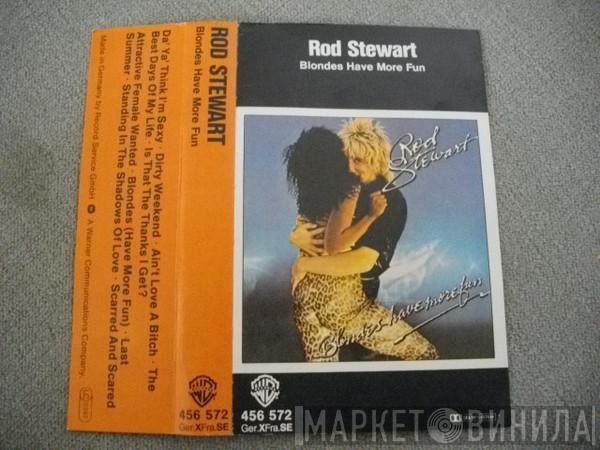 ROD STEWART
Blondes Have More Fun
Da' Ya' Think I'm Sexy · Dirty Weekend · Ain't Love A Bitch · The
Best Days Of My Life · Is That The Thanks I Get?
Attractive Female Wanted · Blondes (Have More Fun) · Last
Summer · Standing In The Shadows Of Love · Scarred And Scared
Made in Germany by Record Service GmbH A Warner Communications Company.
456 572
Ger.XFra.SE
Rod Stewart
Blondes Have More Fun
Rod
Stewart
Blondes have more fun
456 572
Ger.XFra.SE
МАРКЕТ ВИНИЛА